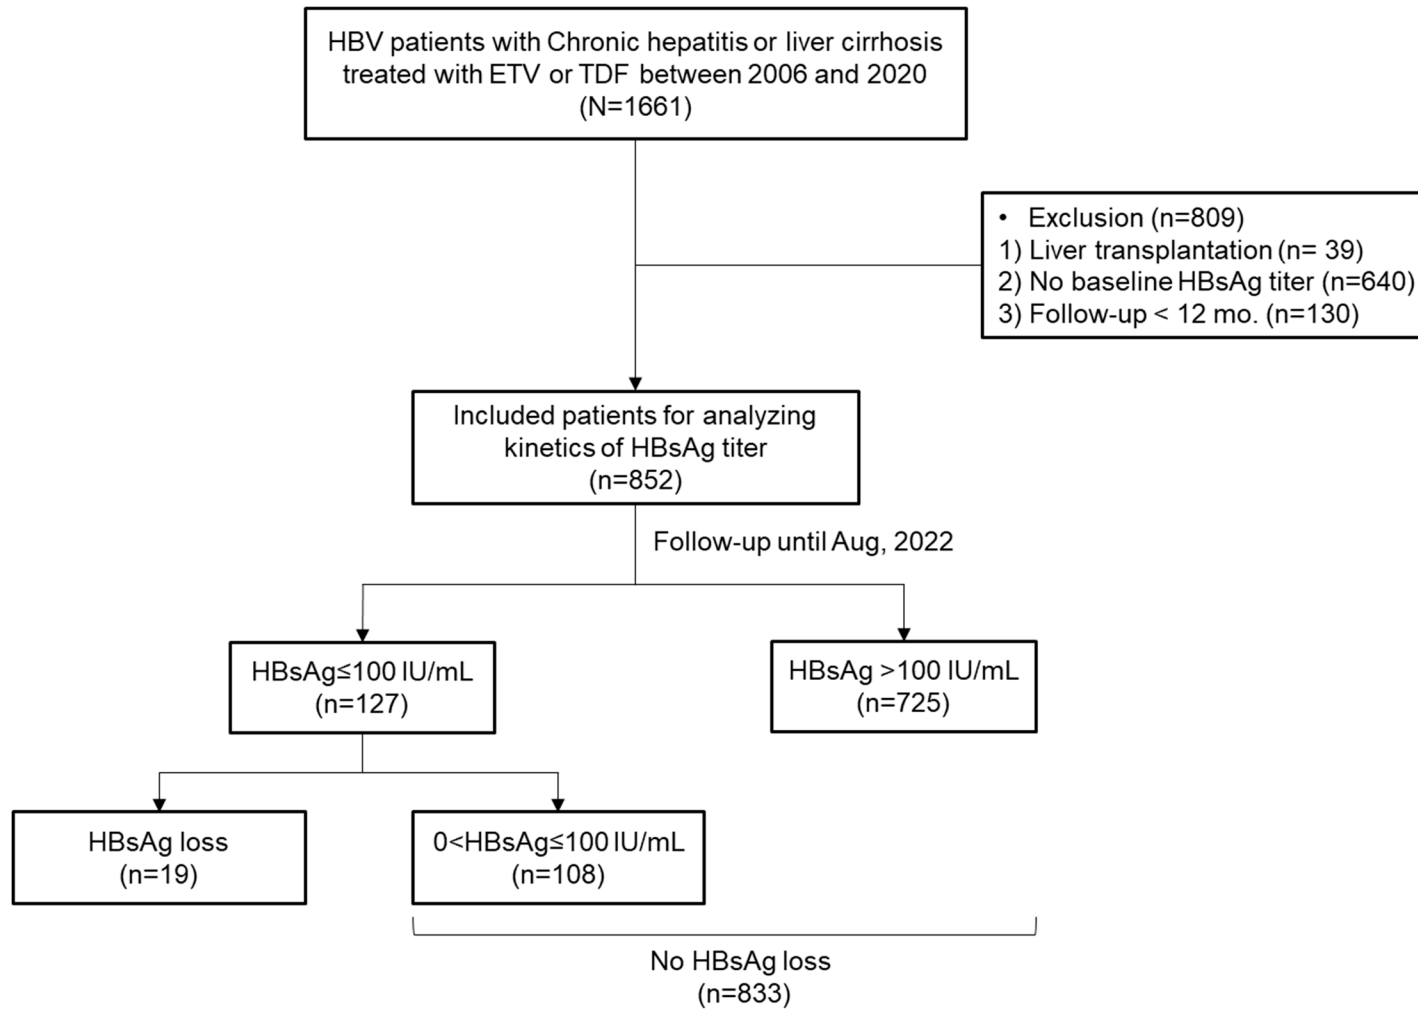 HBV patients with Chronic hepatitis or liver cirrhosis
treated with ETV or TDF between 2006 and 2020
(N=1661)
• Exclusion (n=809)
1) Liver transplantation (n= 39)
2) No baseline HBsAg titer (n=640)
3) Follow-up < 12 mo. (n=130)
Included patients for analyzing
kinetics of HBsAg titer
(n=852)
Follow-up until Aug, 2022
HBsAg≤100 IU/mL
(n=127)
HBsAg >100 IU/mL
(n=725)
HBsAg loss
(n=19)
0<HBsAg≤100 IU/mL
(n=108)
No HBsAg loss
(n=833)